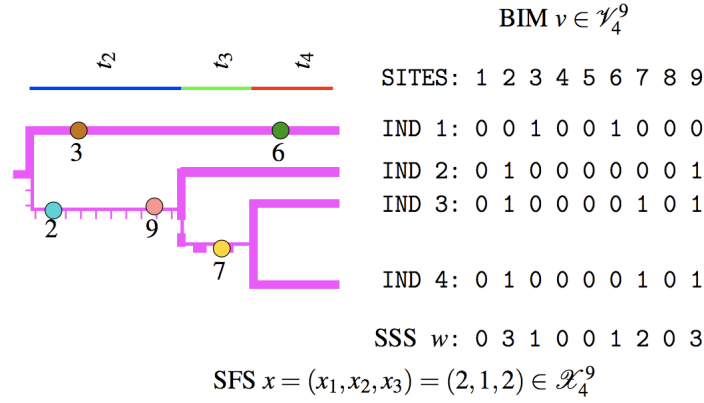 BIM v ∈ 𝒱₄⁹
t₂ t₃ t₄
SITES: 1 2 3 4 5 6 7 8 9
IND 1: 0 0 1 0 0 1 0 0 0
3 6
IND 2: 0 1 0 0 0 0 0 0 1
IND 3: 0 1 0 0 0 0 1 0 1
2 9
7
IND 4: 0 1 0 0 0 0 1 0 1
SSS w: 0 3 1 0 0 1 2 0 3
SFS x = (x₁,x₂,x₃) = (2,1,2) ∈ 𝒳₄⁹